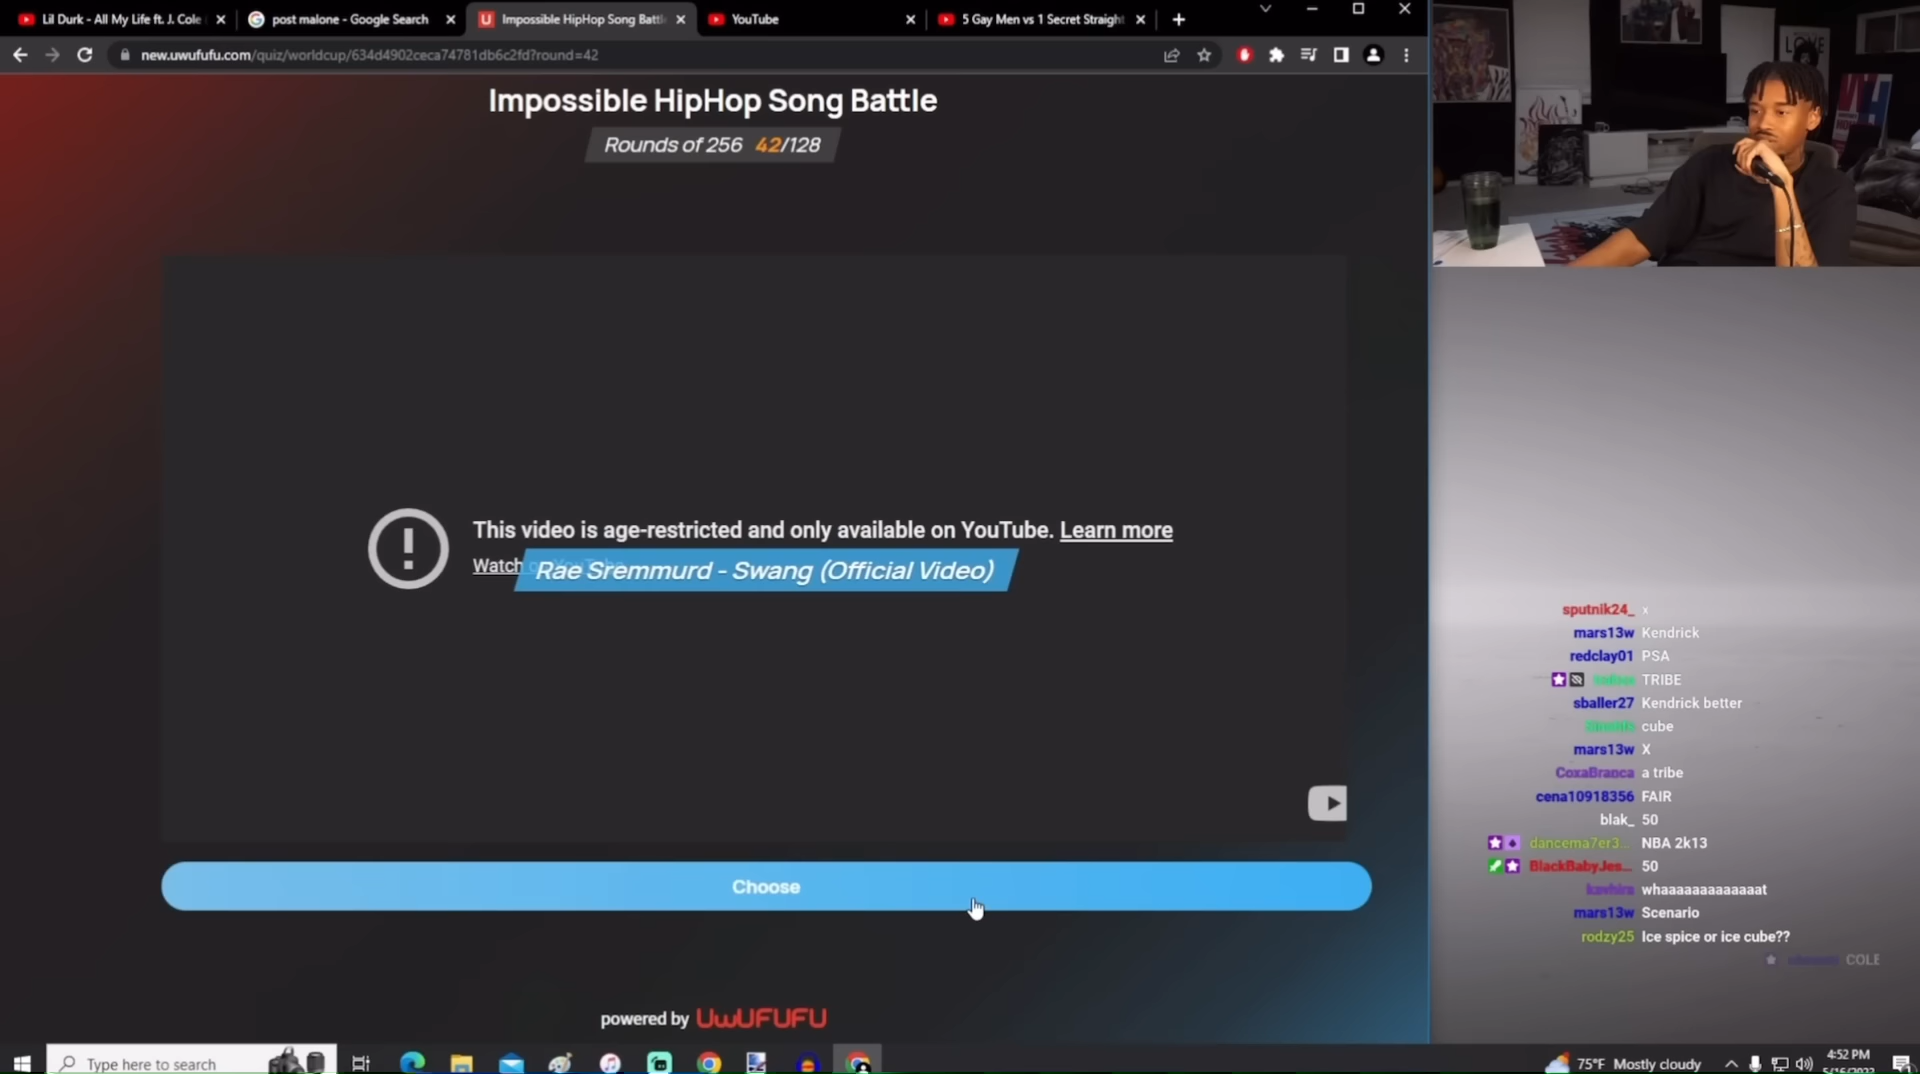 Lil Durk - All My Life ft. J. Cole
post malone - Google Search
Impossible HipHop Song Battl
YouTube
5 Gay Men vs 1 Secret Straight
new.uwufufu.com/quiz/worldcup/634d4902ceca74781db6c2fd?round=42
Impossible HipHop Song Battle
Rounds of 256 42/128
LOVE
This video is age-restricted and only available on YouTube. Learn more
Watch on YouTube
Rae Sremmurd - Swang (Official Video)
Choose
powered by UwUFUFU
sputnik24_ x
mars13w Kendrick
redclay01 PSA
TRIBE
sballer27 Kendrick better
cube
mars13w X
CoxaBranca a tribe
cena10918356 FAIR
blak_ 50
dancema7er3... NBA 2k13
BlackBabyJes... 50
whaaaaaaaaaaaaat
mars13w Scenario
rodzy25 Ice spice or ice cube??
COLE
Type here to search
75°F Mostly cloudy
4:52 PM